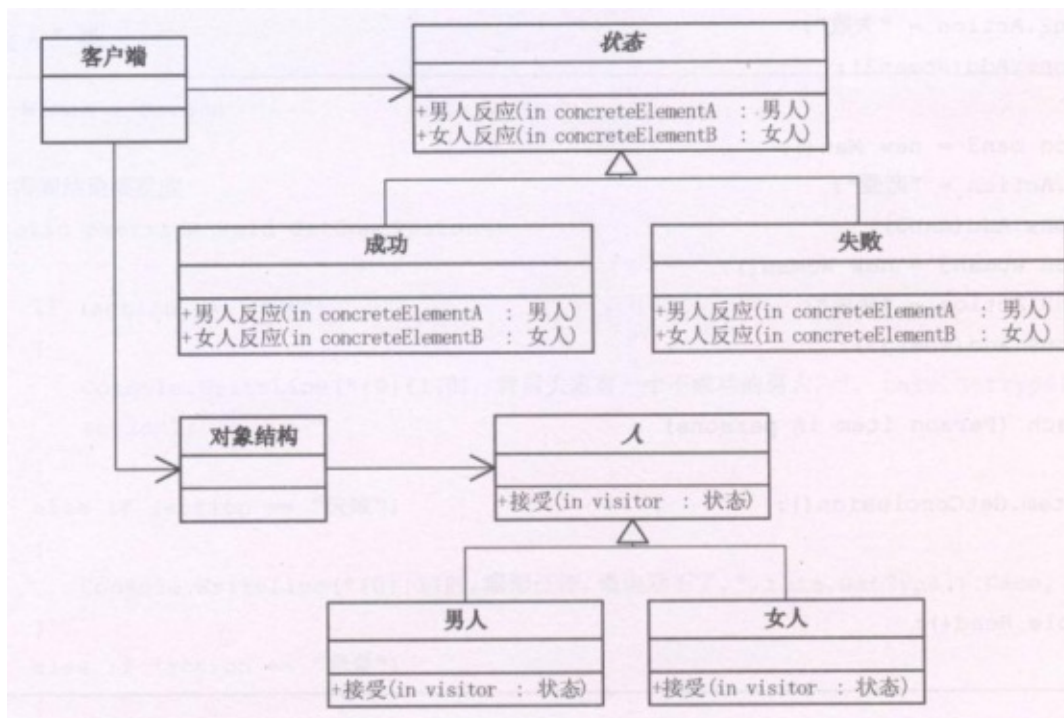 客户端
状态
+男人反应(in concreteElementA : 男人)
+女人反应(in concreteElementB : 女人)
成功
+男人反应(in concreteElementA : 男人)
+女人反应(in concreteElementB : 女人)
失败
+男人反应(in concreteElementA : 男人)
+女人反应(in concreteElementB : 女人)
对象结构
人
+接受(in visitor : 状态)
男人
+接受(in visitor : 状态)
女人
+接受(in visitor : 状态)